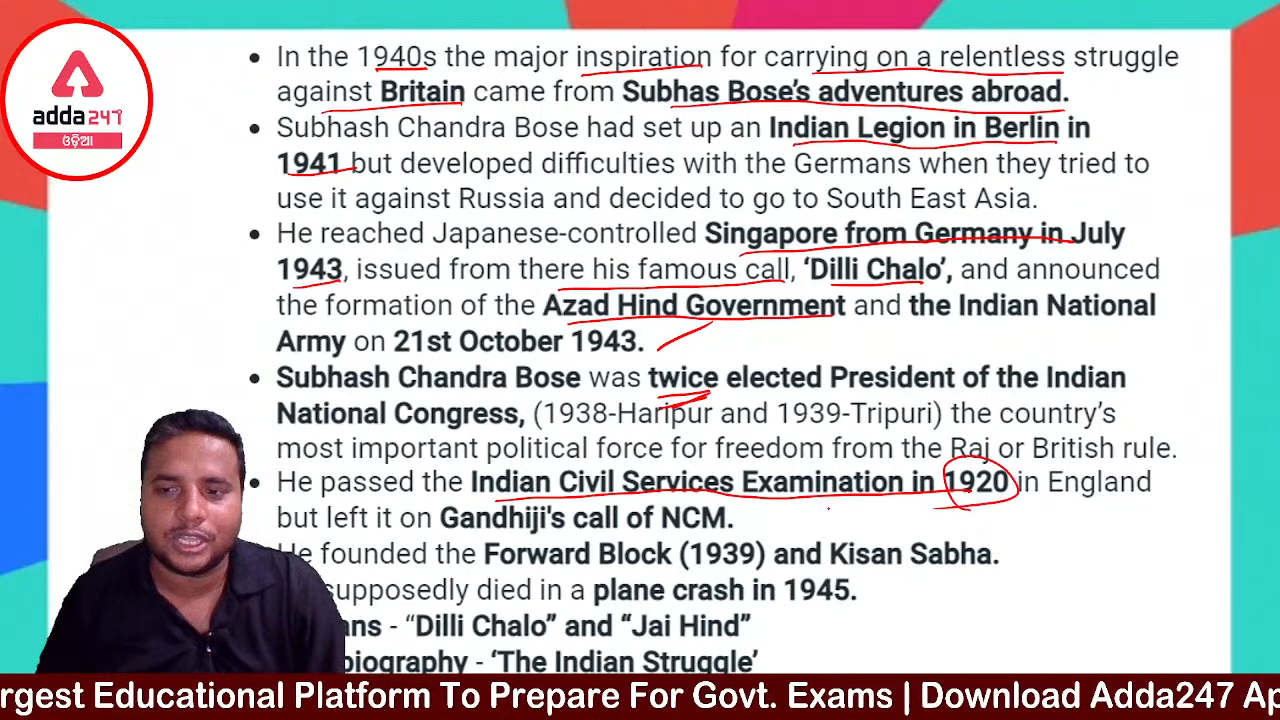 adda247
ଓଡ଼ିଆ
In the 1940s the major inspiration for carrying on a relentless struggle
against Britain came from Subhas Bose's adventures abroad.
Subhash Chandra Bose had set up an Indian Legion in Berlin in
1941 but developed difficulties with the Germans when they tried to
use it against Russia and decided to go to South East Asia.
He reached Japanese-controlled Singapore from Germany in July
1943, issued from there his famous call, ‘Dilli Chalo’, and announced
the formation of the Azad Hind Government and the Indian National
Army on 21st October 1943.
Subhash Chandra Bose was twice elected President of the Indian
National Congress, (1938-Haripur and 1939-Tripuri) the country's
most important political force for freedom from the Raj or British rule.
He passed the Indian Civil Services Examination in 1920 in England
but left it on Gandhiji's call of NCM.
He founded the Forward Block (1939) and Kisan Sabha.
supposedly died in a plane crash in 1945.
- “Dilli Chalo” and “Jai Hind”
- ‘The Indian Struggle’
Educational Platform To Prepare For Govt. Exams | Download Adda247